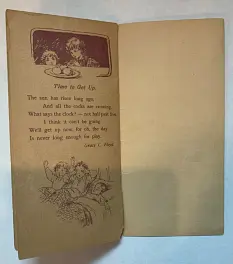 Time to Get Up.
The sun has risen long ago,
And all the cocks are crowing,
What says the clock? — not half-past
I think it can't be going.
We'll get up now, for oh, the day
Is never long enough for play.